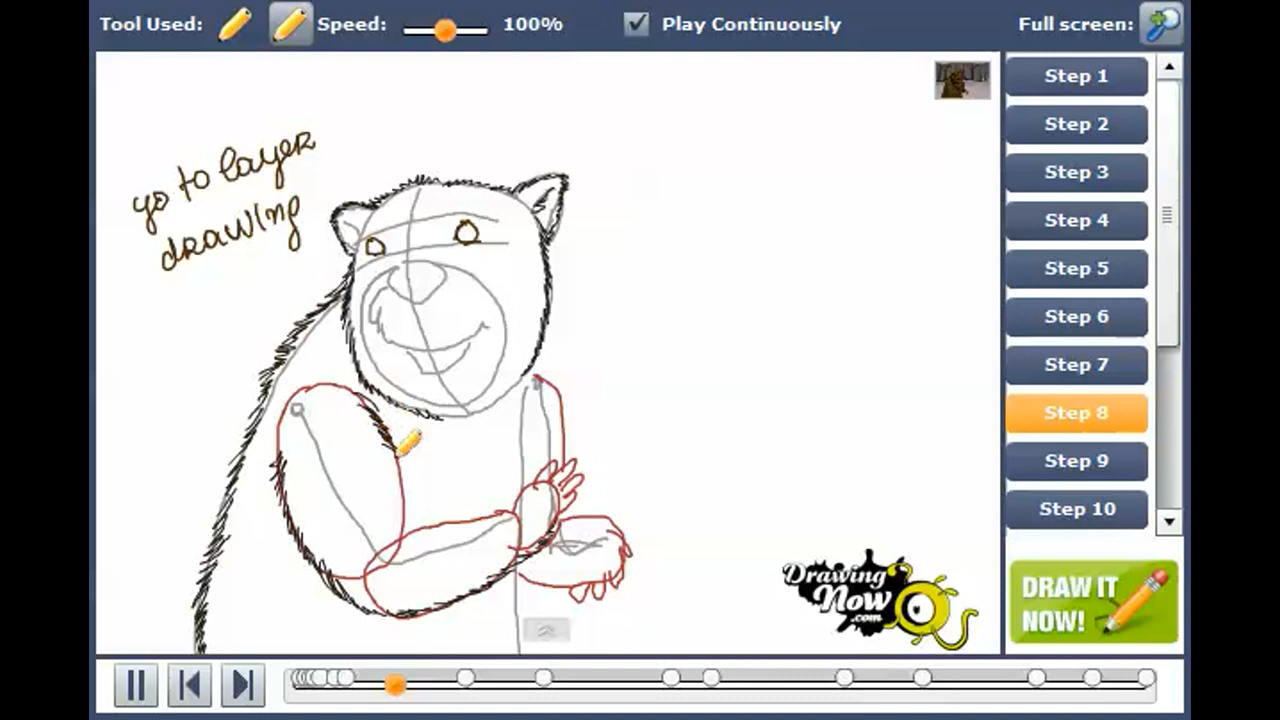 Tool Used: Speed: 100% Play Continuously Full screen:
go to layer
drawing
Step 1
Step 2
Step 3
Step 4
Step 5
Step 6
Step 7
Step 8
Step 9
Step 10
Drawing
Now!
.com
DRAW IT
NOW!